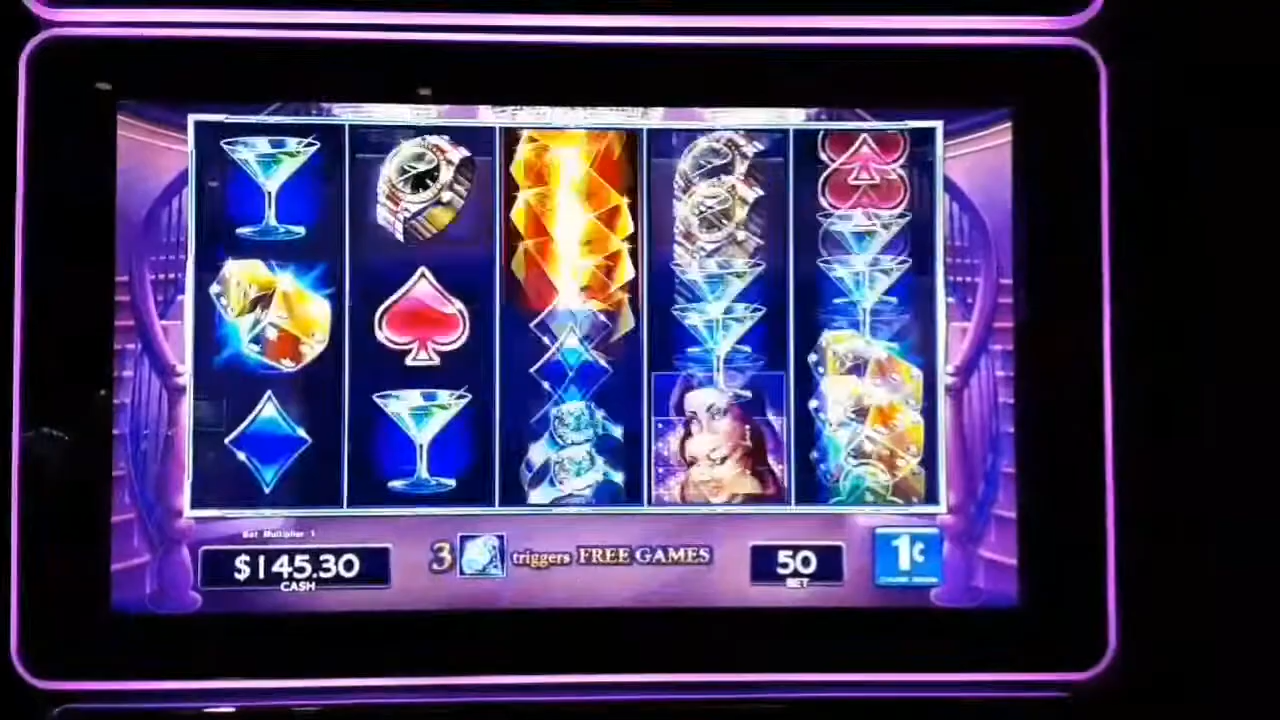 Bet Multiplier 1
$145.30
CASH
3 triggers FREE GAMES
50
BET
1¢